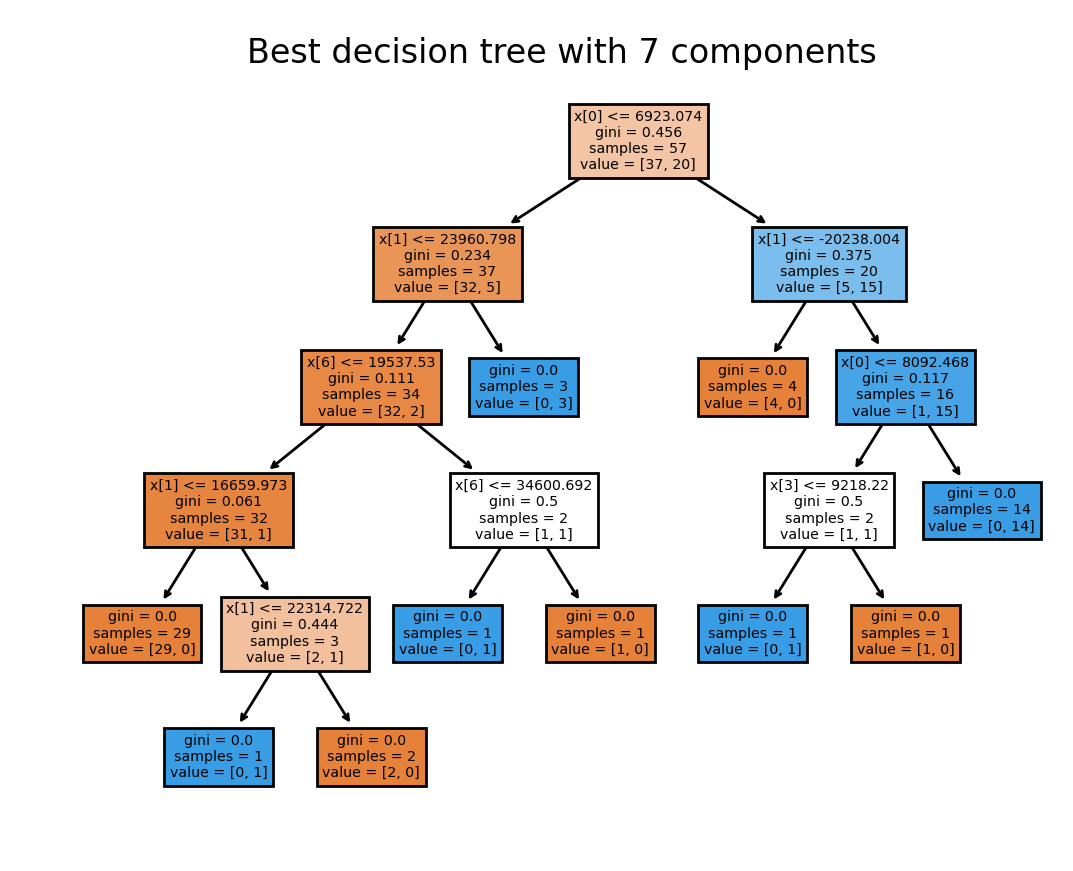 Best decision tree with 7 components
x[0] <= 6923.074
gini = 0.456
samples = 57
value = [37, 20]
x[1] <= 23960.798
gini = 0.234
samples = 37
value = [32, 5]
x[1] <= -20238.004
gini = 0.375
samples = 20
value = [5, 15]
x[6] <= 19537.53
gini = 0.111
samples = 34
value = [32, 2]
gini = 0.0
samples = 3
value = [0, 3]
gini = 0.0
samples = 4
value = [4, 0]
x[0] <= 8092.468
gini = 0.117
samples = 16
value = [1, 15]
x[1] <= 16659.973
gini = 0.061
samples = 32
value = [31, 1]
x[6] <= 34600.692
gini = 0.5
samples = 2
value = [1, 1]
x[3] <= 9218.22
gini = 0.5
samples = 2
value = [1, 1]
gini = 0.0
samples = 14
value = [0, 14]
gini = 0.0
samples = 29
value = [29, 0]
x[1] <= 22314.722
gini = 0.444
samples = 3
value = [2, 1]
gini = 0.0
samples = 1
value = [0, 1]
gini = 0.0
samples = 1
value = [1, 0]
gini = 0.0
samples = 1
value = [0, 1]
gini = 0.0
samples = 1
value = [1, 0]
gini = 0.0
samples = 1
value = [0, 1]
gini = 0.0
samples = 2
value = [2, 0]